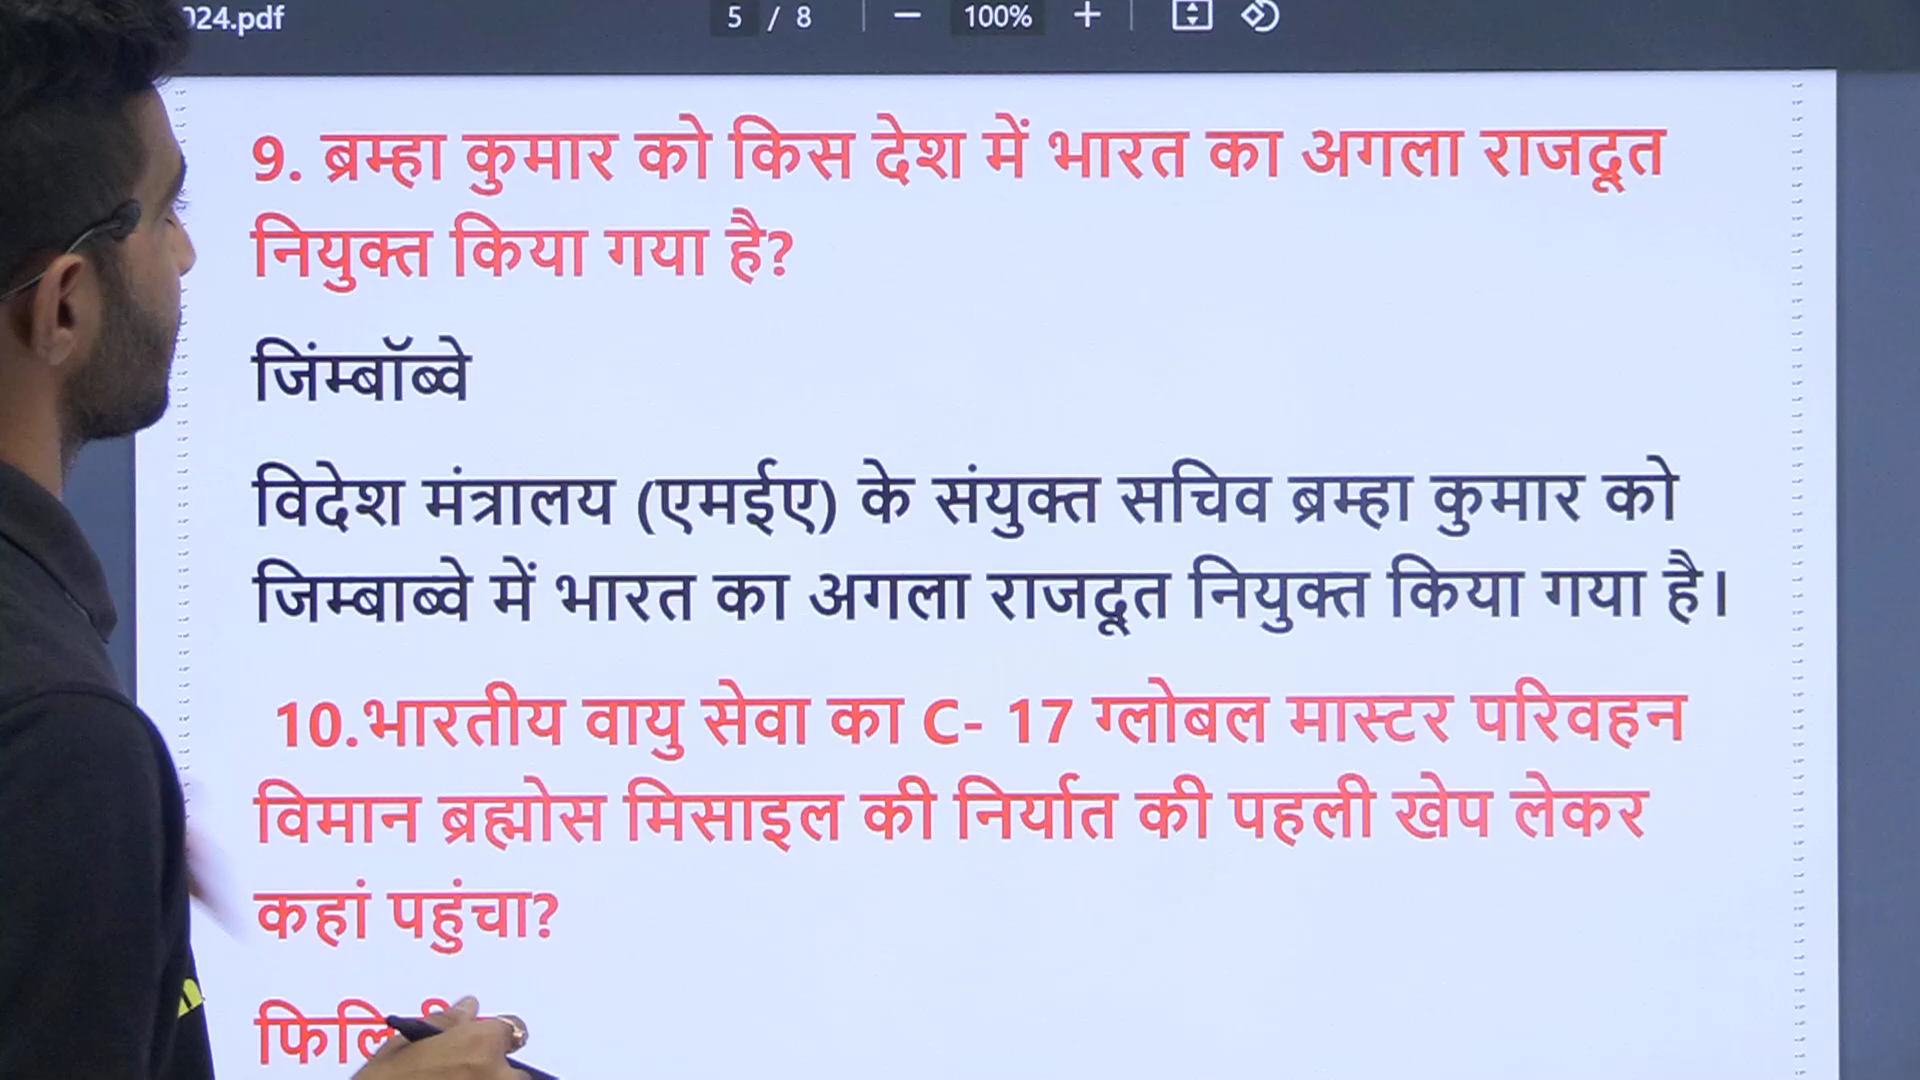 024.pdf 5 / 8 100%
9. ब्रम्हा कुमार को किस देश में भारत का अगला राजदूत
नियुक्त किया गया है?
जिंम्बॉब्वे
विदेश मंत्रालय (एमईए) के संयुक्त सचिव ब्रम्हा कुमार को
जिम्बाब्वे में भारत का अगला राजदूत नियुक्त किया गया है।
10.भारतीय वायु सेवा का C- 17 ग्लोबल मास्टर परिवहन
विमान ब्रह्मोस मिसाइल की निर्यात की पहली खेप लेकर
कहां पहुंचा?